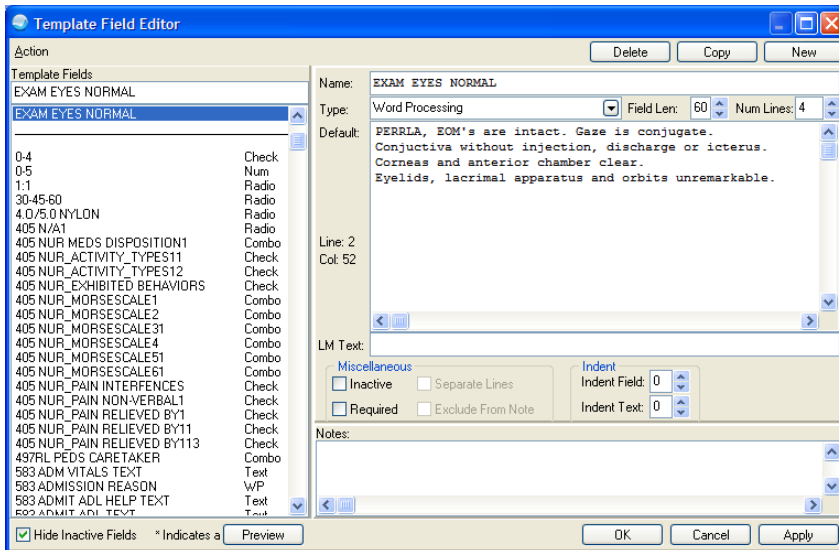 Template Field Editor
Action
Delete
Copy
New
Template Fields
EXAM EYES NORMAL
EXAM EYES NORMAL
0-4 Check
0-5 Num
1:1 Radio
30-45-60 Radio
4.0/5.0 NYLON Radio
405 N/A1 Radio
405 NUR MEDS DISPOSITION1 Combo
405 NUR_ACTIVITY_TYPES11 Check
405 NUR_ACTIVITY_TYPES12 Check
405 NUR_EXHIBITED BEHAVIORS Check
405 NUR_MORSESCALE1 Combo
405 NUR_MORSESCALE2 Combo
405 NUR_MORSESCALE31 Combo
405 NUR_MORSESCALE4 Combo
405 NUR_MORSESCALE51 Combo
405 NUR_MORSESCALE61 Combo
405 NUR_PAIN INTERFENCES Check
405 NUR_PAIN NON-VERBAL1 Check
405 NUR_PAIN RELIEVED BY1 Check
405 NUR_PAIN RELIEVED BY11 Check
405 NUR_PAIN RELIEVED BY113 Check
497RL PEDS CARETAKER Combo
583 ADM VITALS TEXT Text
583 ADMISSION REASON WP
583 ADMIT ADL HELP TEXT Text
583 ADMIT ADL TEXT Text
Hide Inactive Fields
* Indicates a
Preview
Name: EXAM EYES NORMAL
Type: Word Processing
Field Len: 60
Num Lines: 4
Default:
PERRLA, EOM's are intact. Gaze is conjugate.
Conjuctiva without injection, discharge or icterus.
Corneas and anterior chamber clear.
Eyelids, lacrimal apparatus and orbits unremarkable.
Line: 2
Col: 52
LM Text:
Miscellaneous
Inactive
Separate Lines
Required
Exclude From Note
Indent
Indent Field: 0
Indent Text: 0
Notes:
OK
Cancel
Apply